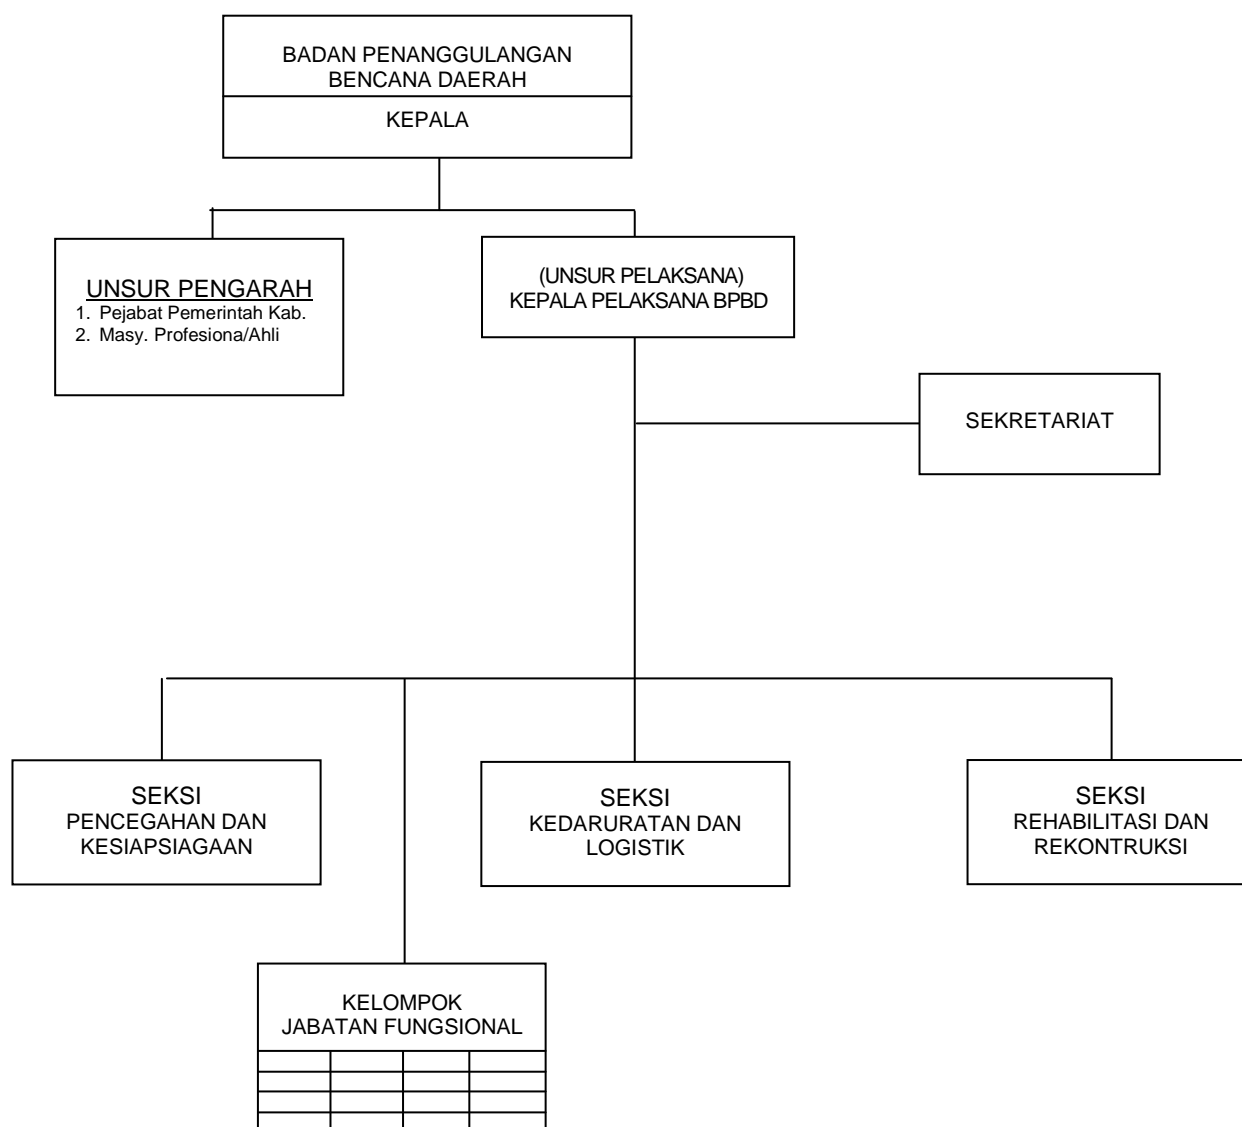 BADAN PENANGGULANGAN
BENCANA DAERAH
KEPALA
UNSUR PENGARAH
1. Pejabat Pemerintah Kab.
2. Masy. Profesiona/Ahli
(UNSUR PELAKSANA)
KEPALA PELAKSANA BPBD
SEKRETARIAT
SEKSI
PENCEGAHAN DAN
KESIAPSIAGAAN
SEKSI
KEDARURATAN DAN
LOGISTIK
SEKSI
REHABILITASI DAN
REKONTRUKSI
KELOMPOK
JABATAN FUNGSIONAL